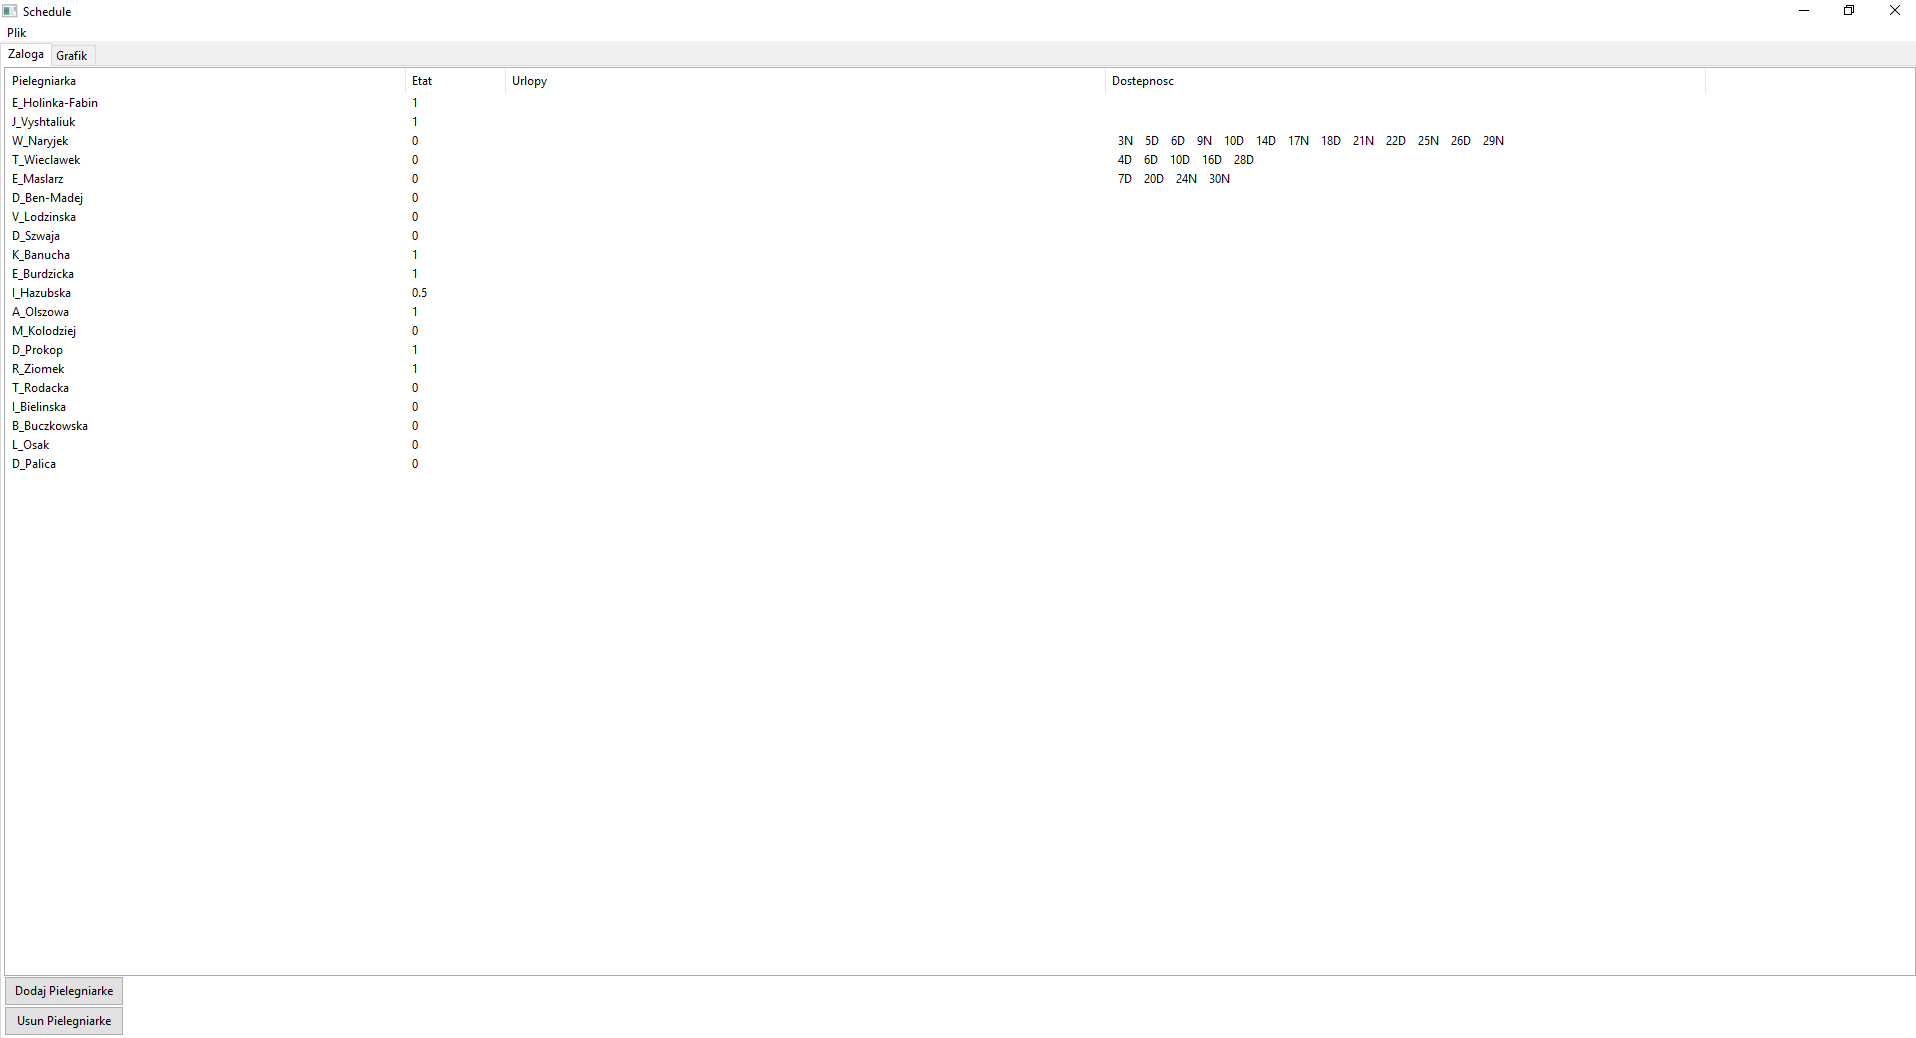 Schedule
Plik
Zaloga Grafik
Pielegniarka Etat Urlopy Dostepnosc
E_Holinka-Fabin 1
J_Vyshtaliuk 1
W_Naryjek 0 3N 5D 6D 9N 10D 14D 17N 18D 21N 22D 25N 26D 29N
T_Wieclawek 0 4D 6D 10D 16D 28D
E_Maslarz 0 7D 20D 24N 30N
D_Ben-Madej 0
V_Lodzinska 0
D_Szwaja 0
K_Banucha 1
E_Burdzicka 1
I_Hazubska 0.5
A_Olszowa 1
M_Kolodziej 0
D_Prokop 1
R_Ziomek 1
T_Rodacka 0
I_Bielinska 0
B_Buczkowska 0
L_Osak 0
D_Palica 0
Dodaj Pielegniarke
Usun Pielegniarke